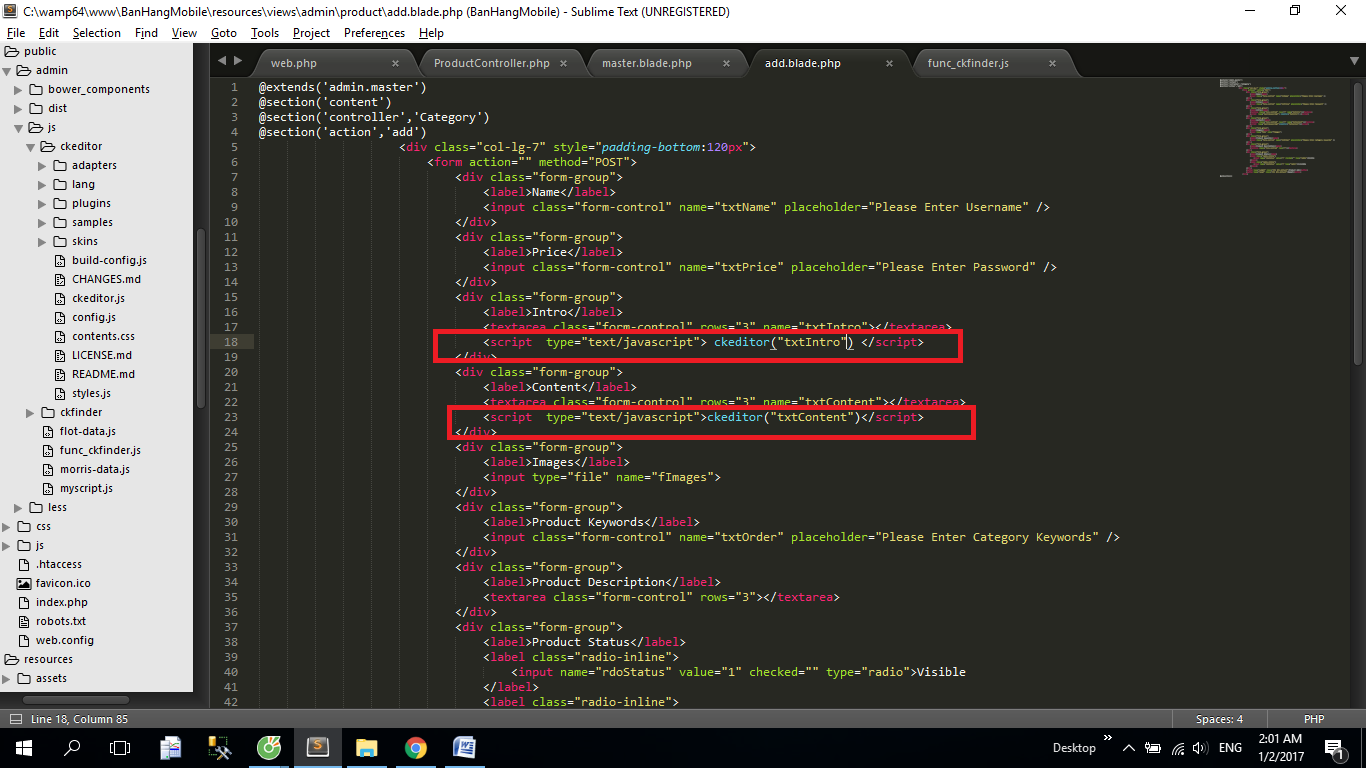 C:\wamp64\www\BanHangMobile\resources\views\admin\product\add.blade.php (BanHangMobile) - Sublime Text (UNREGISTERED)
File Edit Selection Find View Goto Tools Project Preferences Help
public
admin
bower_components
dist
js
ckeditor
adapters
lang
plugins
samples
skins
build-config.js
CHANGES.md
ckeditor.js
config.js
contents.css
LICENSE.md
README.md
styles.js
ckfinder
flot-data.js
func_ckfinder.js
morris-data.js
myscript.js
less
css
js
.htaccess
favicon.ico
index.php
robots.txt
web.config
resources
assets
web.php ProductController.php master.blade.php add.blade.php func_ckfinder.js
1 @extends('admin.master')
2 @section('content')
3 @section('controller','Category')
4 @section('action','add')
5 <div class="col-lg-7" style="padding-bottom:120px">
6 <form action="" method="POST">
7 <div class="form-group">
8 <label>Name</label>
9 <input class="form-control" name="txtName" placeholder="Please Enter Username" />
10 </div>
11 <div class="form-group">
12 <label>Price</label>
13 <input class="form-control" name="txtPrice" placeholder="Please Enter Password" />
14 </div>
15 <div class="form-group">
16 <label>Intro</label>
17 <textarea class="form-control" rows="3" name="txtIntro"></textarea>
18 <script  type="text/javascript"> ckeditor("txtIntro") </script>
19 </div>
20 <div class="form-group">
21 <label>Content</label>
22 <textarea class="form-control" rows="3" name="txtContent"></textarea>
23 <script  type="text/javascript">ckeditor("txtContent")</script>
24 </div>
25 <div class="form-group">
26 <label>Images</label>
27 <input type="file" name="fImages">
28 </div>
29 <div class="form-group">
30 <label>Product Keywords</label>
31 <input class="form-control" name="txtOrder" placeholder="Please Enter Category Keywords" />
32 </div>
33 <div class="form-group">
34 <label>Product Description</label>
35 <textarea class="form-control" rows="3"></textarea>
36 </div>
37 <div class="form-group">
38 <label>Product Status</label>
39 <label class="radio-inline">
40 <input name="rdoStatus" value="1" checked="" type="radio">Visible
41 </label>
42 <label class="radio-inline">
Line 18, Column 85 Spaces: 4 PHP
Desktop ENG 2:01 AM
1/2/2017 1